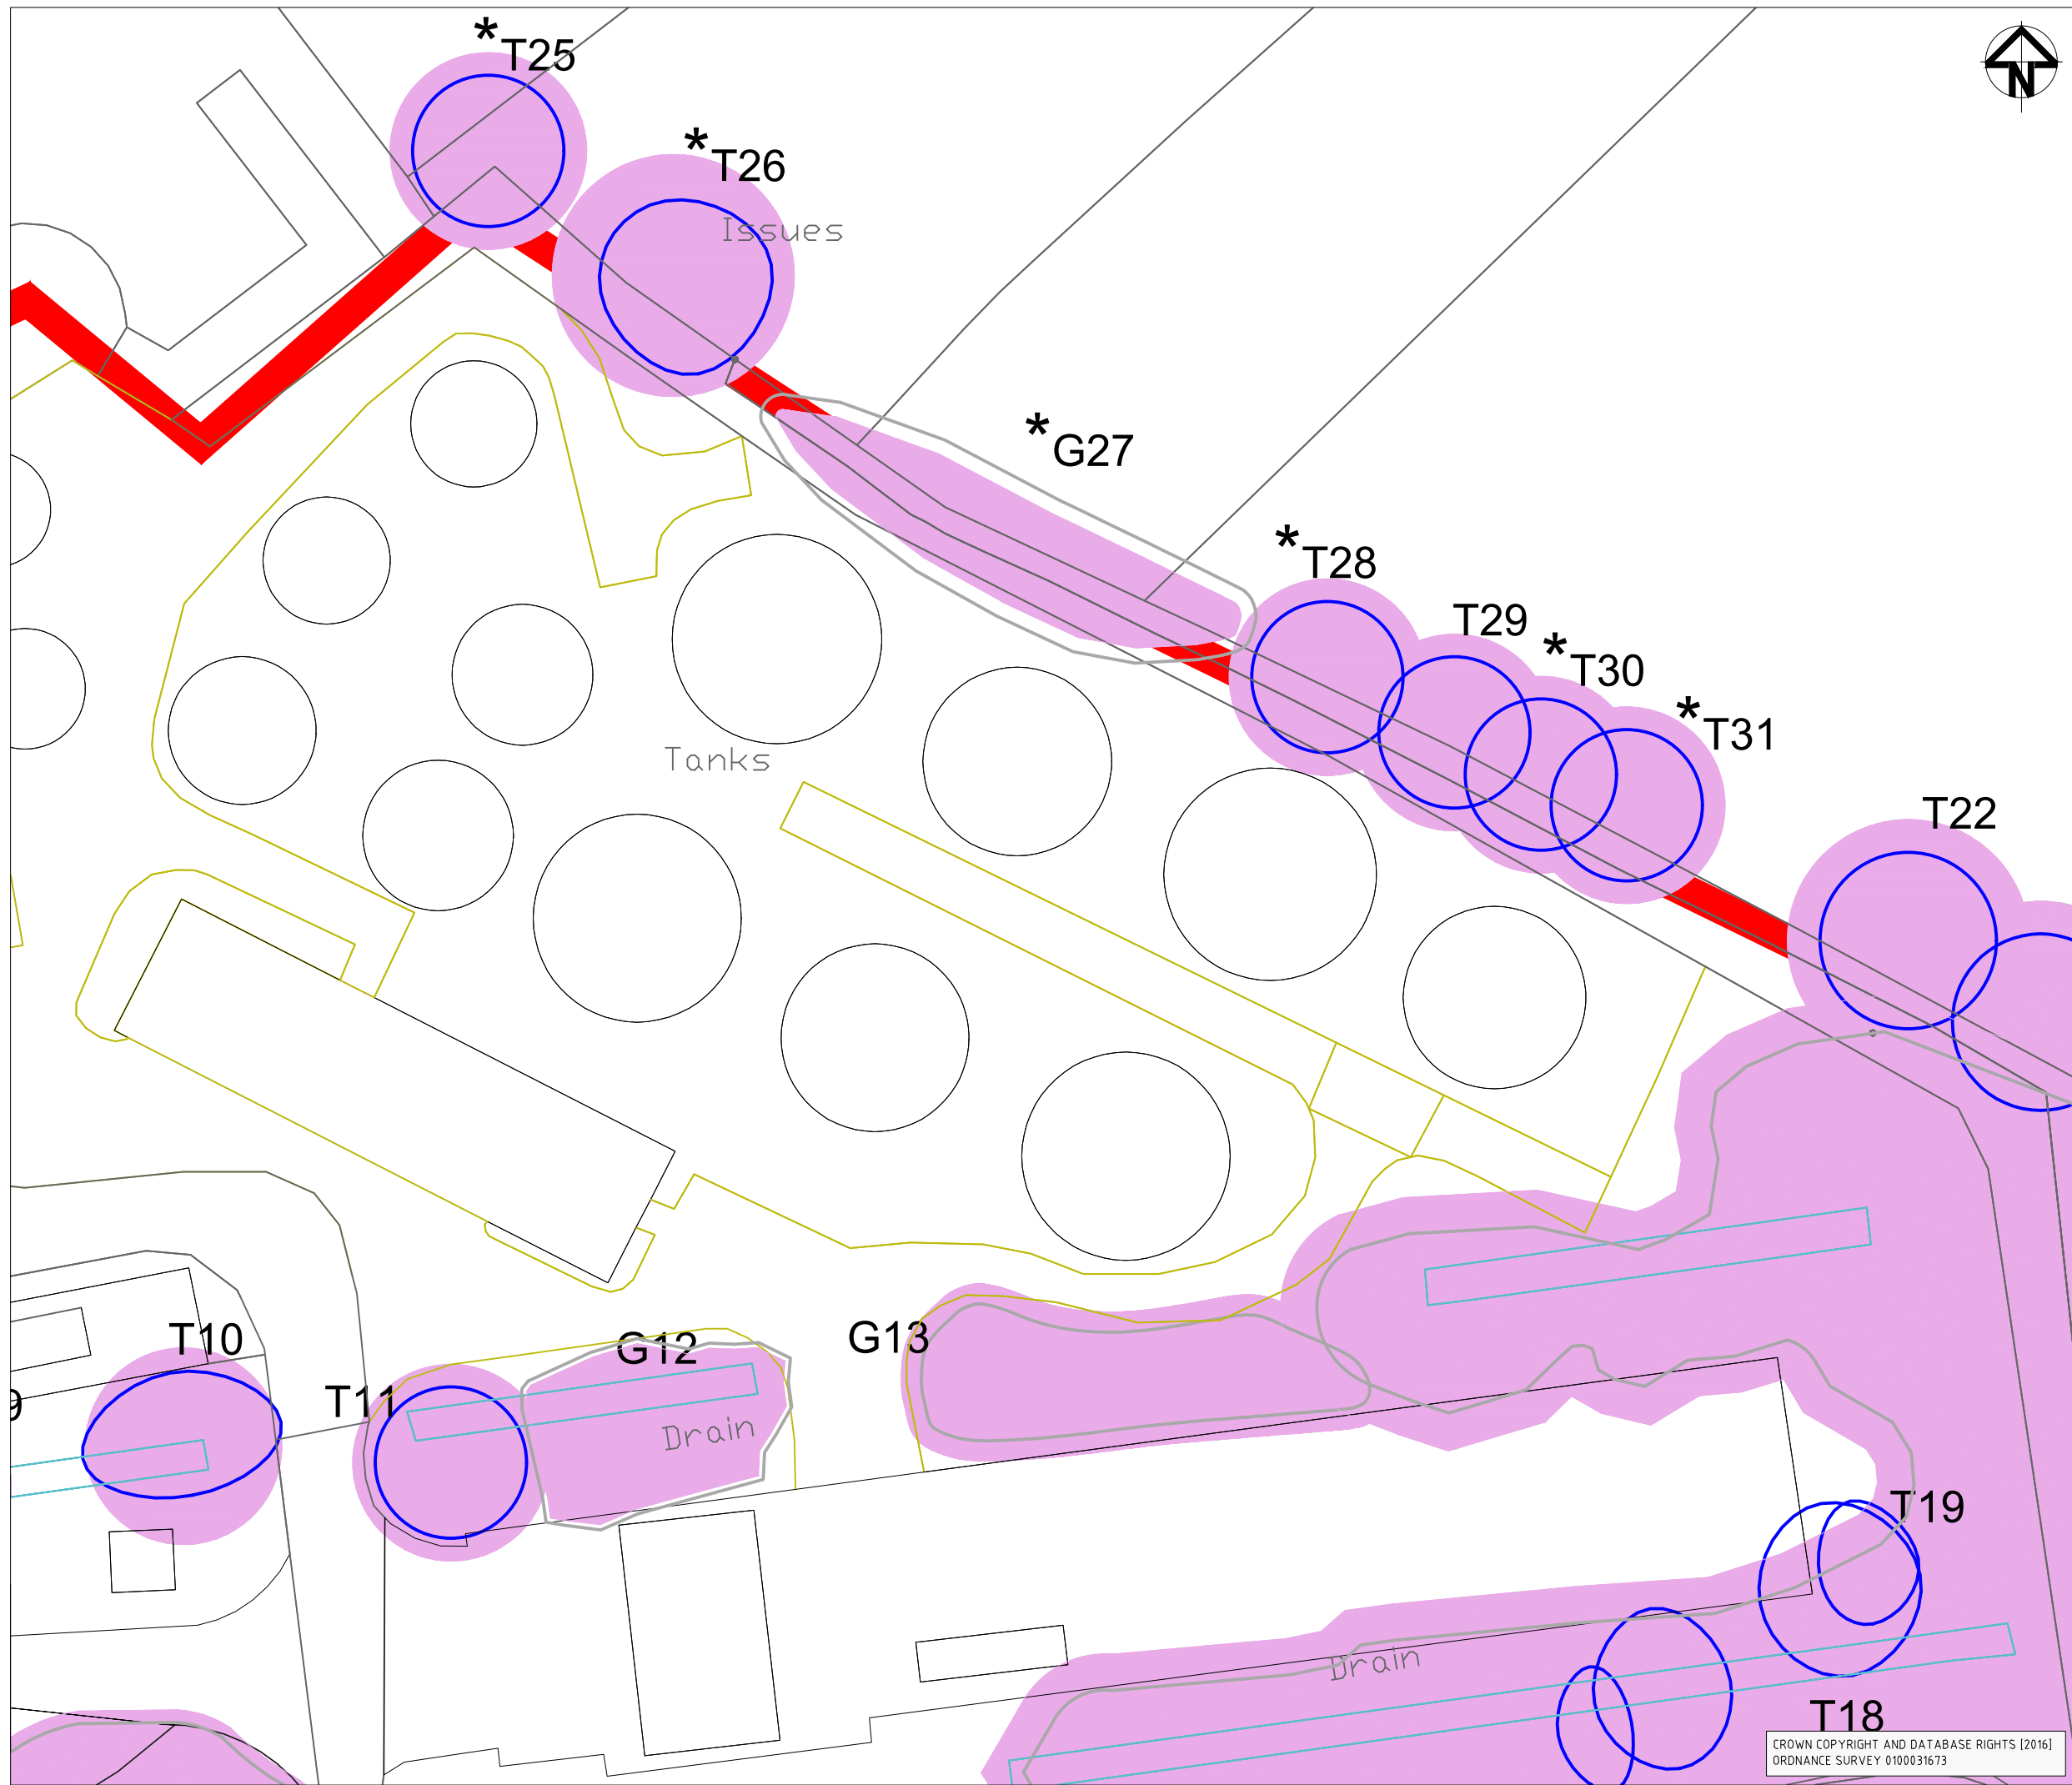 *T25
N
*T26
Issues
*G27
*T28
T29
*T30
*T31
Tanks
T22
T10
G12
G13
T11
9
Drain
T19
Drain
T18
CROWN COPYRIGHT AND DATABASE RIGHTS [2016]
ORDNANCE SURVEY 0100031673